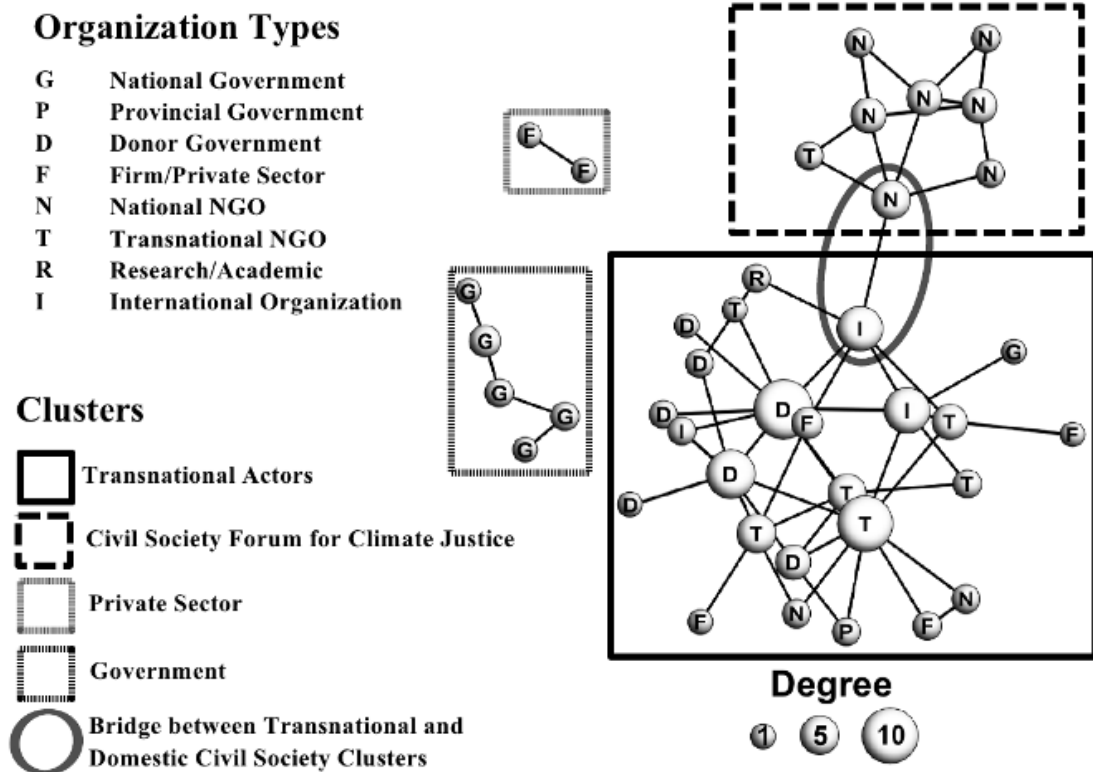 Organization Types
G National Government
P Provincial Government
D Donor Government
F Firm/Private Sector
N National NGO
T Transnational NGO
R Research/Academic
I International Organization
Clusters
Transnational Actors
Civil Society Forum for Climate Justice
Private Sector
Government
Bridge between Transnational and
Domestic Civil Society Clusters
F
F
G
G
G
G
G
N
N
N
N
N
T
N
N
R
I
T
D
D
G
D
I
D
F
T
I
F
D
T
T
D
T
T
D
N
N
F
P
F
Degree
1 5 10